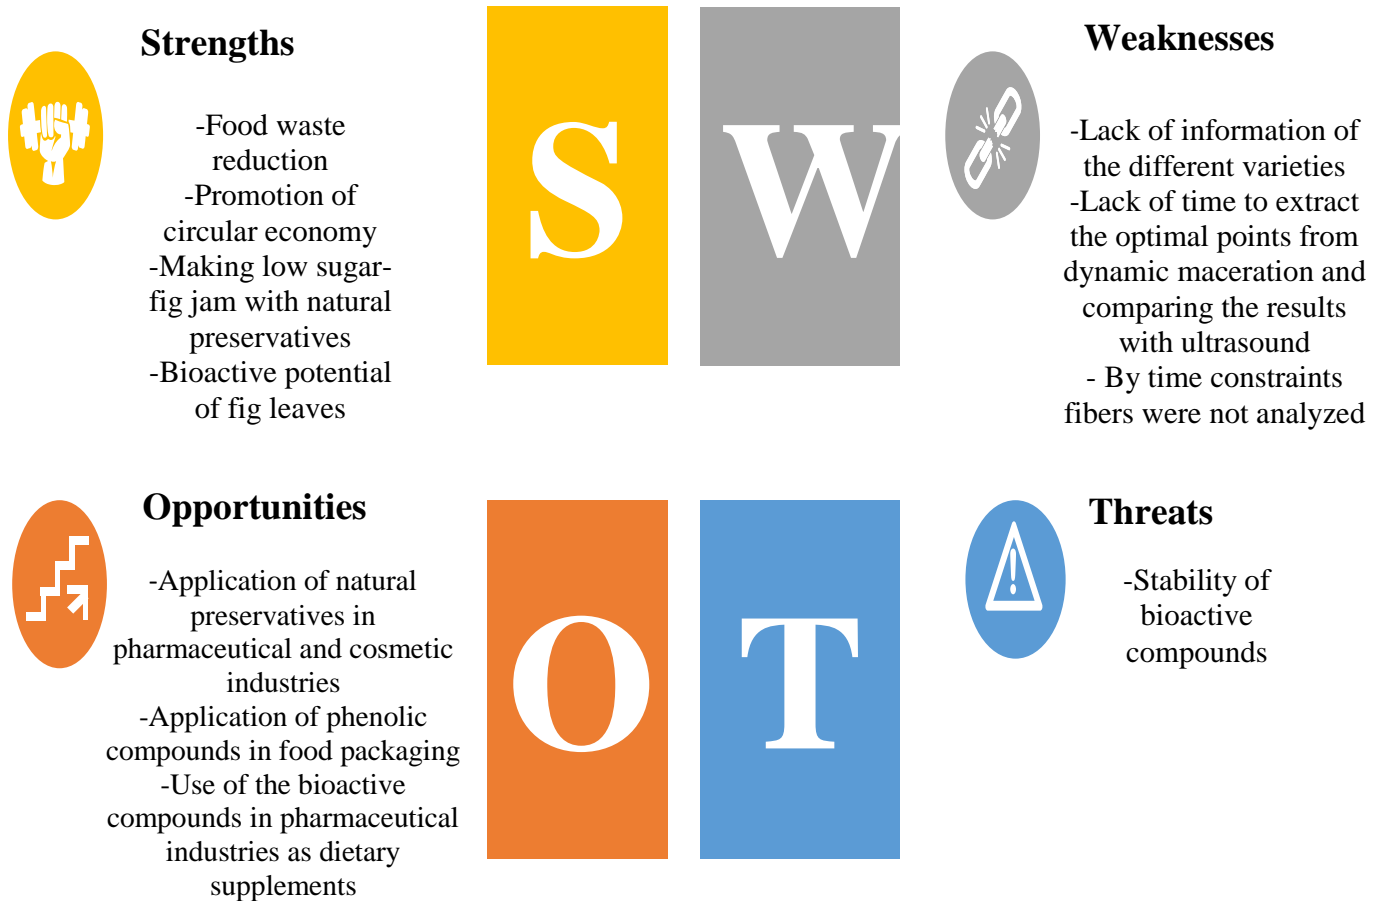 Strengths
-Food waste
reduction
-Promotion of
circular economy
-Making low sugar-
fig jam with natural
preservatives
-Bioactive potential
of fig leaves
S
W
Weaknesses
-Lack of information of
the different varieties
-Lack of time to extract
the optimal points from
dynamic maceration and
comparing the results
with ultrasound
- By time constraints
fibers were not analyzed
Opportunities
-Application of natural
preservatives in
pharmaceutical and cosmetic
industries
-Application of phenolic
compounds in food packaging
-Use of the bioactive
compounds in pharmaceutical
industries as dietary
supplements
O
T
Threats
-Stability of
bioactive
compounds